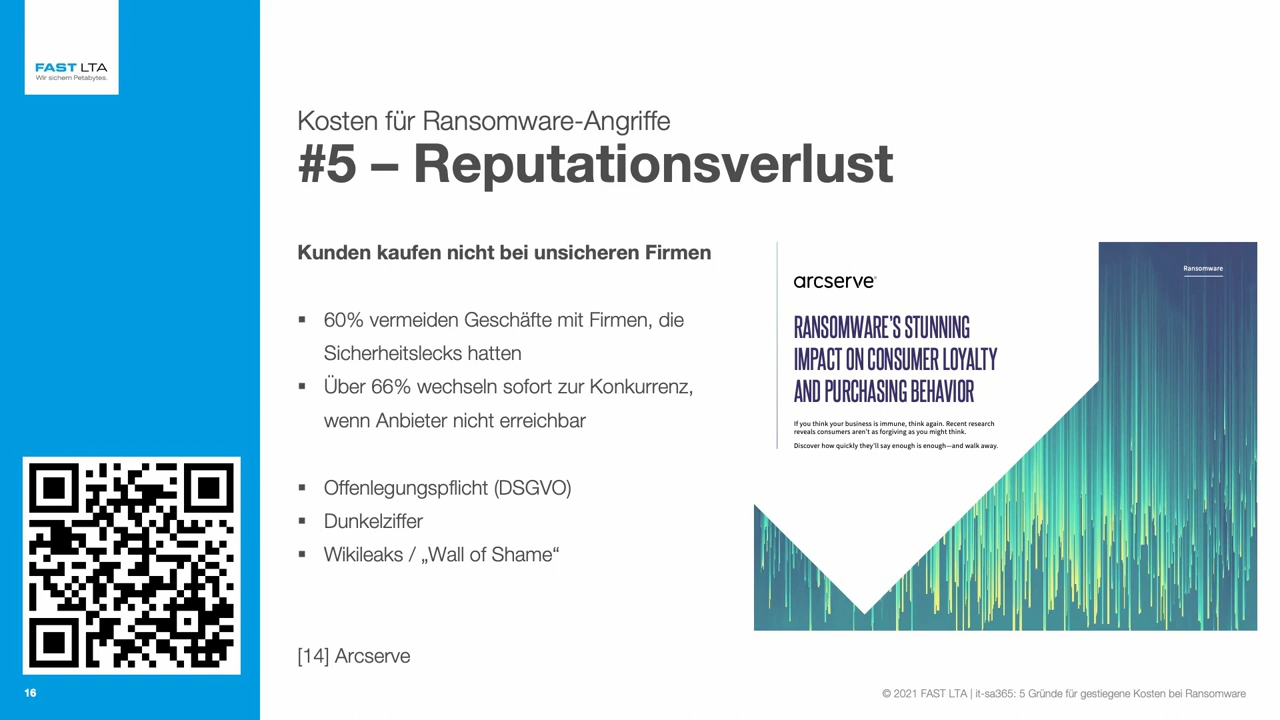 FAST LTA
Wir sichern Petabytes.
Kosten für Ransomware-Angriffe
#5 – Reputationsverlust
Kunden kaufen nicht bei unsicheren Firmen
▪ 60% vermeiden Geschäfte mit Firmen, die
Sicherheitslecks hatten
▪ Über 66% wechseln sofort zur Konkurrenz,
wenn Anbieter nicht erreichbar
▪ Offenlegungspflicht (DSGVO)
▪ Dunkelziffer
▪ Wikileaks / „Wall of Shame“
[14] Arcserve
arcserve®
Ransomware
RANSOMWARE'S STUNNING
IMPACT ON CONSUMER LOYALTY
AND PURCHASING BEHAVIOR
If you think your business is immune, think again. Recent research
reveals consumers aren't as forgiving as you might think.
Discover how quickly they'll say enough is enough—and walk away.
16
© 2021 FAST LTA | it-sa365: 5 Gründe für gestiegene Kosten bei Ransomware